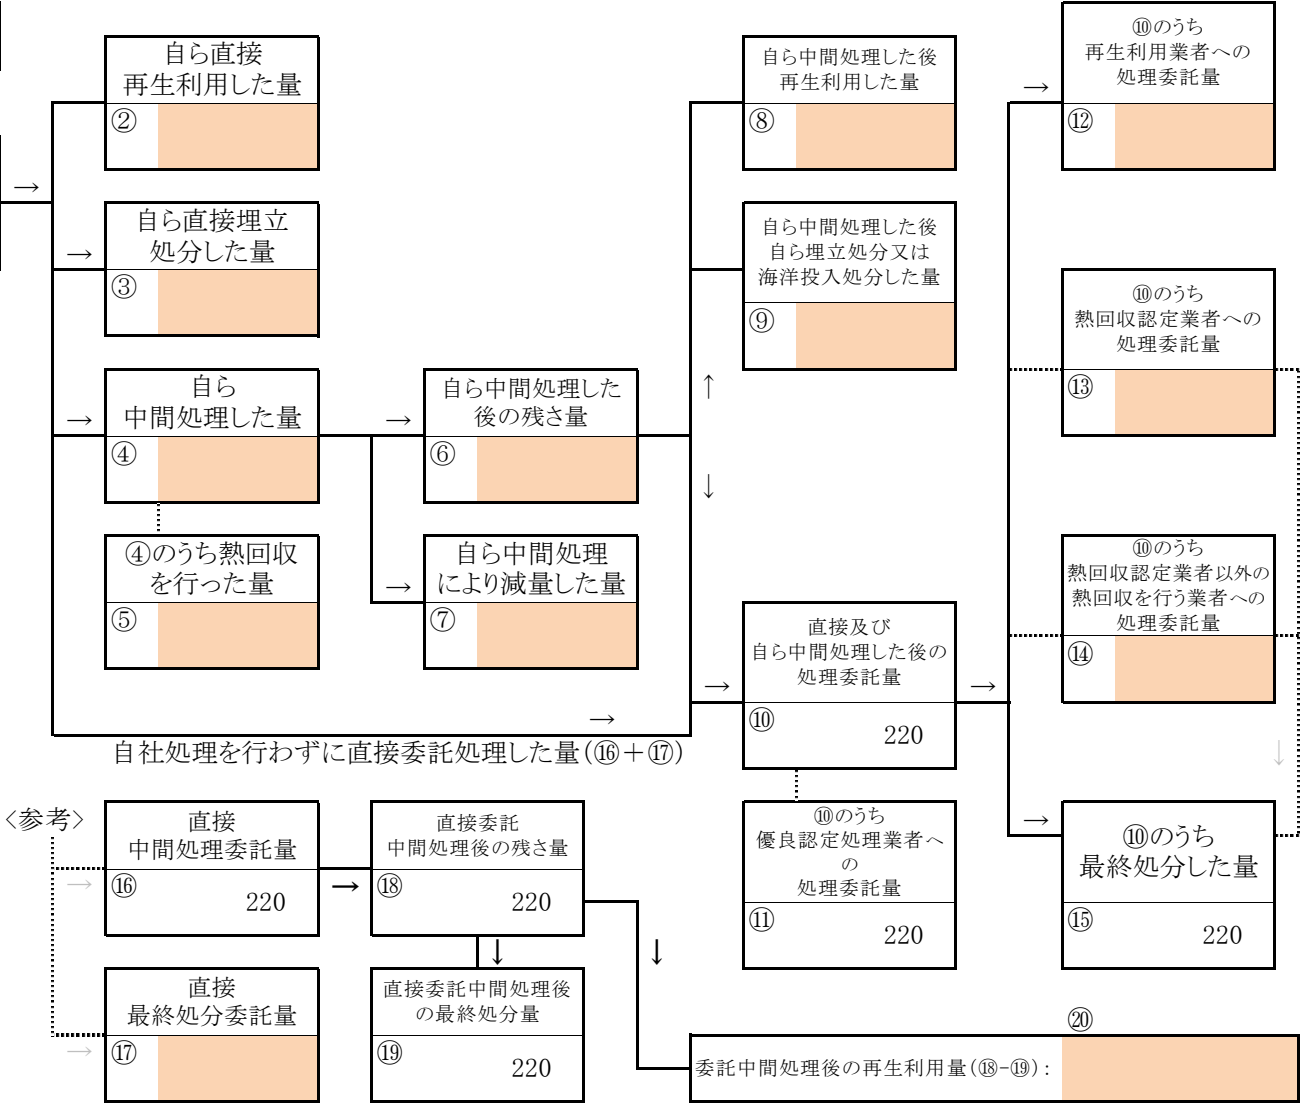 自ら直接
再生利用した量
②
→
自ら直接埋立
処分した量
→
③
自ら
中間処理した量
→
④
④のうち熱回収
を行った量
⑤
→
自ら中間処理した
後の残さ量
⑥
自ら中間処理
により減量した量
→
⑦
自ら中間処理した後
再生利用した量
⑧
自ら中間処理した後
自ら埋立処分又は
海洋投入処分した量
⑨
↑
↓
直接及び
自ら中間処理した後の
処理委託量
→
⑩
220
→
自社処理を行わずに直接委託処理した量(⑯+⑰)
⑩のうち
優良認定処理業者へ
の
処理委託量
⑪
220
→
⑩のうち
再生利用業者への
処理委託量
→
⑫
⑩のうち
熱回収認定業者への
処理委託量
⑬
⑩のうち
熱回収認定業者以外の
熱回収を行う業者への
処理委託量
⑭
↓
→
⑩のうち
最終処分した量
⑮
220
<参考>
直接
中間処理委託量
→
⑯
220
→
直接委託
中間処理後の残さ量
⑱
220
↓
↓
直接
最終処分委託量
→
⑰
直接委託中間処理後
の最終処分量
⑲
220
⑳
委託中間処理後の再生利用量(⑱-⑲):